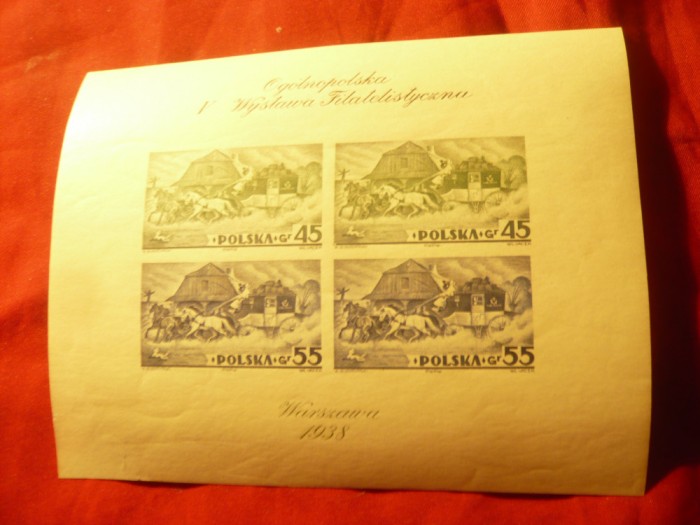 Ogólnopolska
V Wystawa Filatelistyczna
POLSKA Gr 45
POLSKA Gr 45
POLSKA Gr 55
POLSKA Gr 55
Warszawa
1938